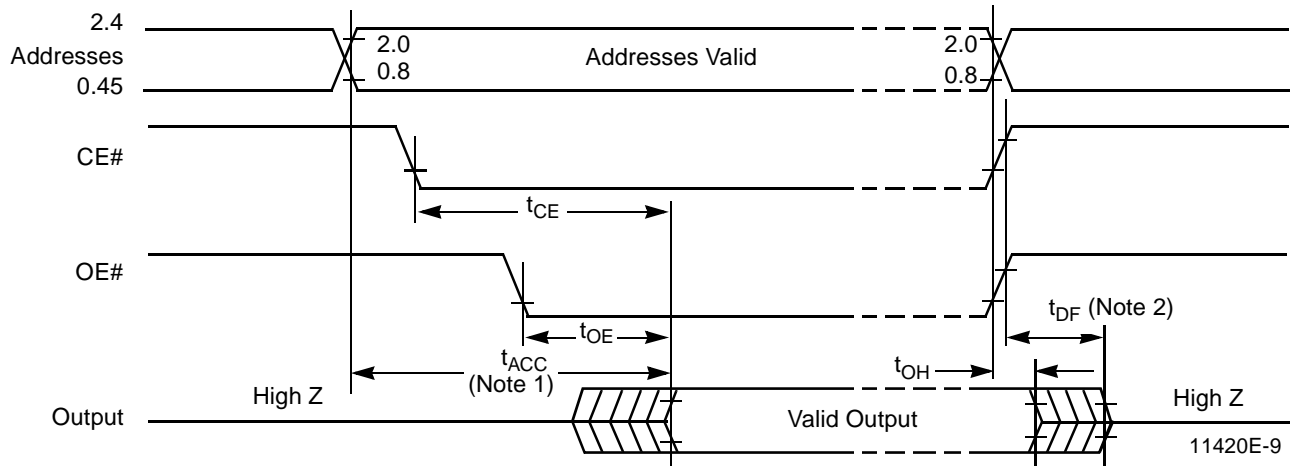 2.4
Addresses
0.45
2.0
0.8
Addresses Valid
2.0
0.8
CE#
tCE
OE#
tOE
tDF (Note 2)
tACC
(Note 1)
tOH
High Z
Output
Valid Output
High Z
11420E-9